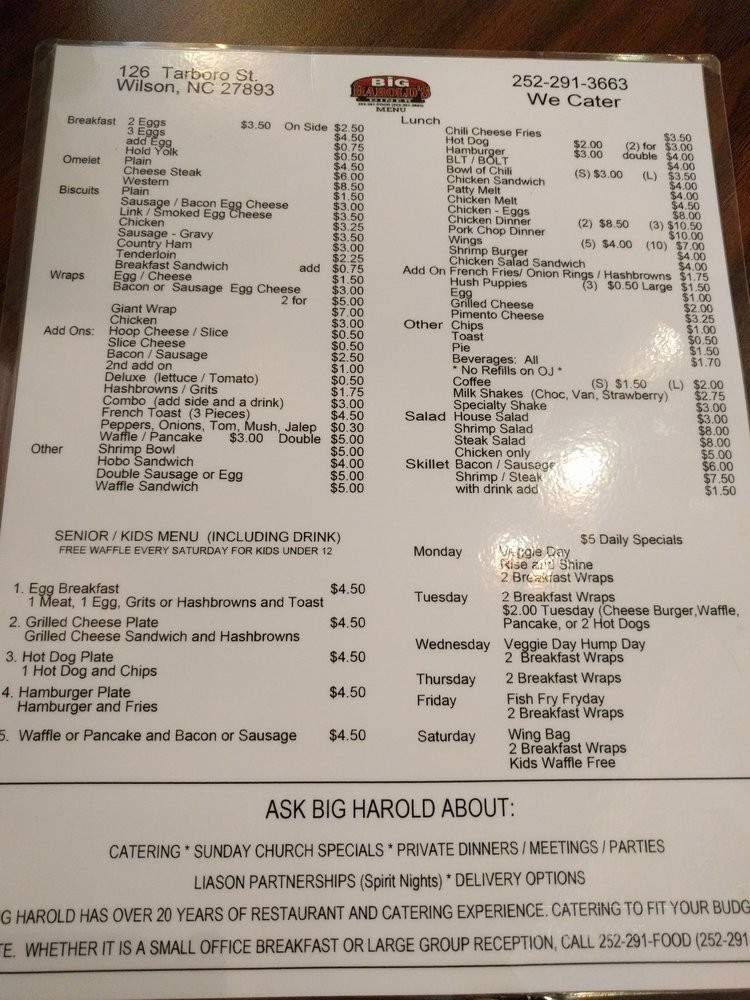 126 Tarboro St.
Wilson, NC 27893
BIG
HAROLD'S
DINER
MENU
252-291-3663
We Cater
Breakfast 2 Eggs $3.50 On Side $2.50
3 Eggs $4.50
add Egg $0.75
Hold Yolk $0.50
Omelet Plain $4.50
Cheese Steak $6.00
Western $8.50
Biscuits Plain $1.50
Sausage / Bacon Egg Cheese $3.00
Link / Smoked Egg Cheese $3.50
Chicken $3.25
Sausage - Gravy $3.50
Country Ham $3.00
Tenderloin $2.25
Breakfast Sandwich add $0.75
Wraps Egg / Cheese $1.50
Bacon or Sausage Egg Cheese $3.00
2 for $5.00
Giant Wrap $7.00
Chicken $3.00
Add Ons: Hoop Cheese / Slice $0.50
Slice Cheese $0.50
Bacon / Sausage $2.50
2nd add on $1.00
Deluxe (lettuce / Tomato) $0.50
Hashbrowns / Grits $1.75
Combo (add side and a drink) $3.00
French Toast (3 Pieces) $4.50
Peppers, Onions, Tom, Mush, Jalep $0.30
Waffle / Pancake $3.00 Double $5.00
Other Shrimp Bowl $5.00
Hobo Sandwich $4.00
Double Sausage or Egg $5.00
Waffle Sandwich $5.00
Lunch
Chili Cheese Fries $3.50
Hot Dog $2.00 (2) for $3.00
Hamburger $3.00 double $4.00
BLT / BOLT $4.00
Bowl of Chili (S) $3.00 (L) $3.50
Chicken Sandwich $4.00
Patty Melt $4.00
Chicken Melt $4.50
Chicken - Eggs $8.00
Chicken Dinner (2) $8.50 (3) $10.50
Pork Chop Dinner $10.00
Wings (5) $4.00 (10) $7.00
Shrimp Burger $4.00
Chicken Salad Sandwich $4.00
Add On French Fries/ Onion Rings / Hashbrowns $1.75
Hush Puppies (3) $0.50 Large $1.50
Egg $1.00
Grilled Cheese $2.00
Pimento Cheese $3.25
Other Chips $1.00
Toast $0.50
Pie $1.50
Beverages: All $1.70
* No Refills on OJ *
Coffee (S) $1.50 (L) $2.00
Milk Shakes (Choc, Van, Strawberry) $2.75
Specialty Shake $3.00
Salad House Salad $3.00
Shrimp Salad $8.00
Steak Salad $8.00
Chicken only $5.00
Skillet Bacon / Sausage $6.00
Shrimp / Steak $7.50
with drink add $1.50
SENIOR / KIDS MENU (INCLUDING DRINK)
FREE WAFFLE EVERY SATURDAY FOR KIDS UNDER 12
1. Egg Breakfast $4.50
1 Meat, 1 Egg, Grits or Hashbrowns and Toast
2. Grilled Cheese Plate $4.50
Grilled Cheese Sandwich and Hashbrowns
3. Hot Dog Plate $4.50
1 Hot Dog and Chips
4. Hamburger Plate $4.50
Hamburger and Fries
5. Waffle or Pancake and Bacon or Sausage $4.50
$5 Daily Specials
Monday Veggie Day
Rise and Shine
2 Breakfast Wraps
Tuesday 2 Breakfast Wraps
$2.00 Tuesday (Cheese Burger,Waffle,
Pancake, or 2 Hot Dogs
Wednesday Veggie Day Hump Day
2 Breakfast Wraps
Thursday 2 Breakfast Wraps
Friday Fish Fry Fryday
2 Breakfast Wraps
Saturday Wing Bag
2 Breakfast Wraps
Kids Waffle Free
ASK BIG HAROLD ABOUT:
CATERING * SUNDAY CHURCH SPECIALS * PRIVATE DINNERS / MEETINGS / PARTIES
LIASON PARTNERSHIPS (Spirit Nights) * DELIVERY OPTIONS
G HAROLD HAS OVER 20 YEARS OF RESTAURANT AND CATERING EXPERIENCE. CATERING TO FIT YOUR BUDG
TE. WHETHER IT IS A SMALL OFFICE BREAKFAST OR LARGE GROUP RECEPTION, CALL 252-291-FOOD (252-291